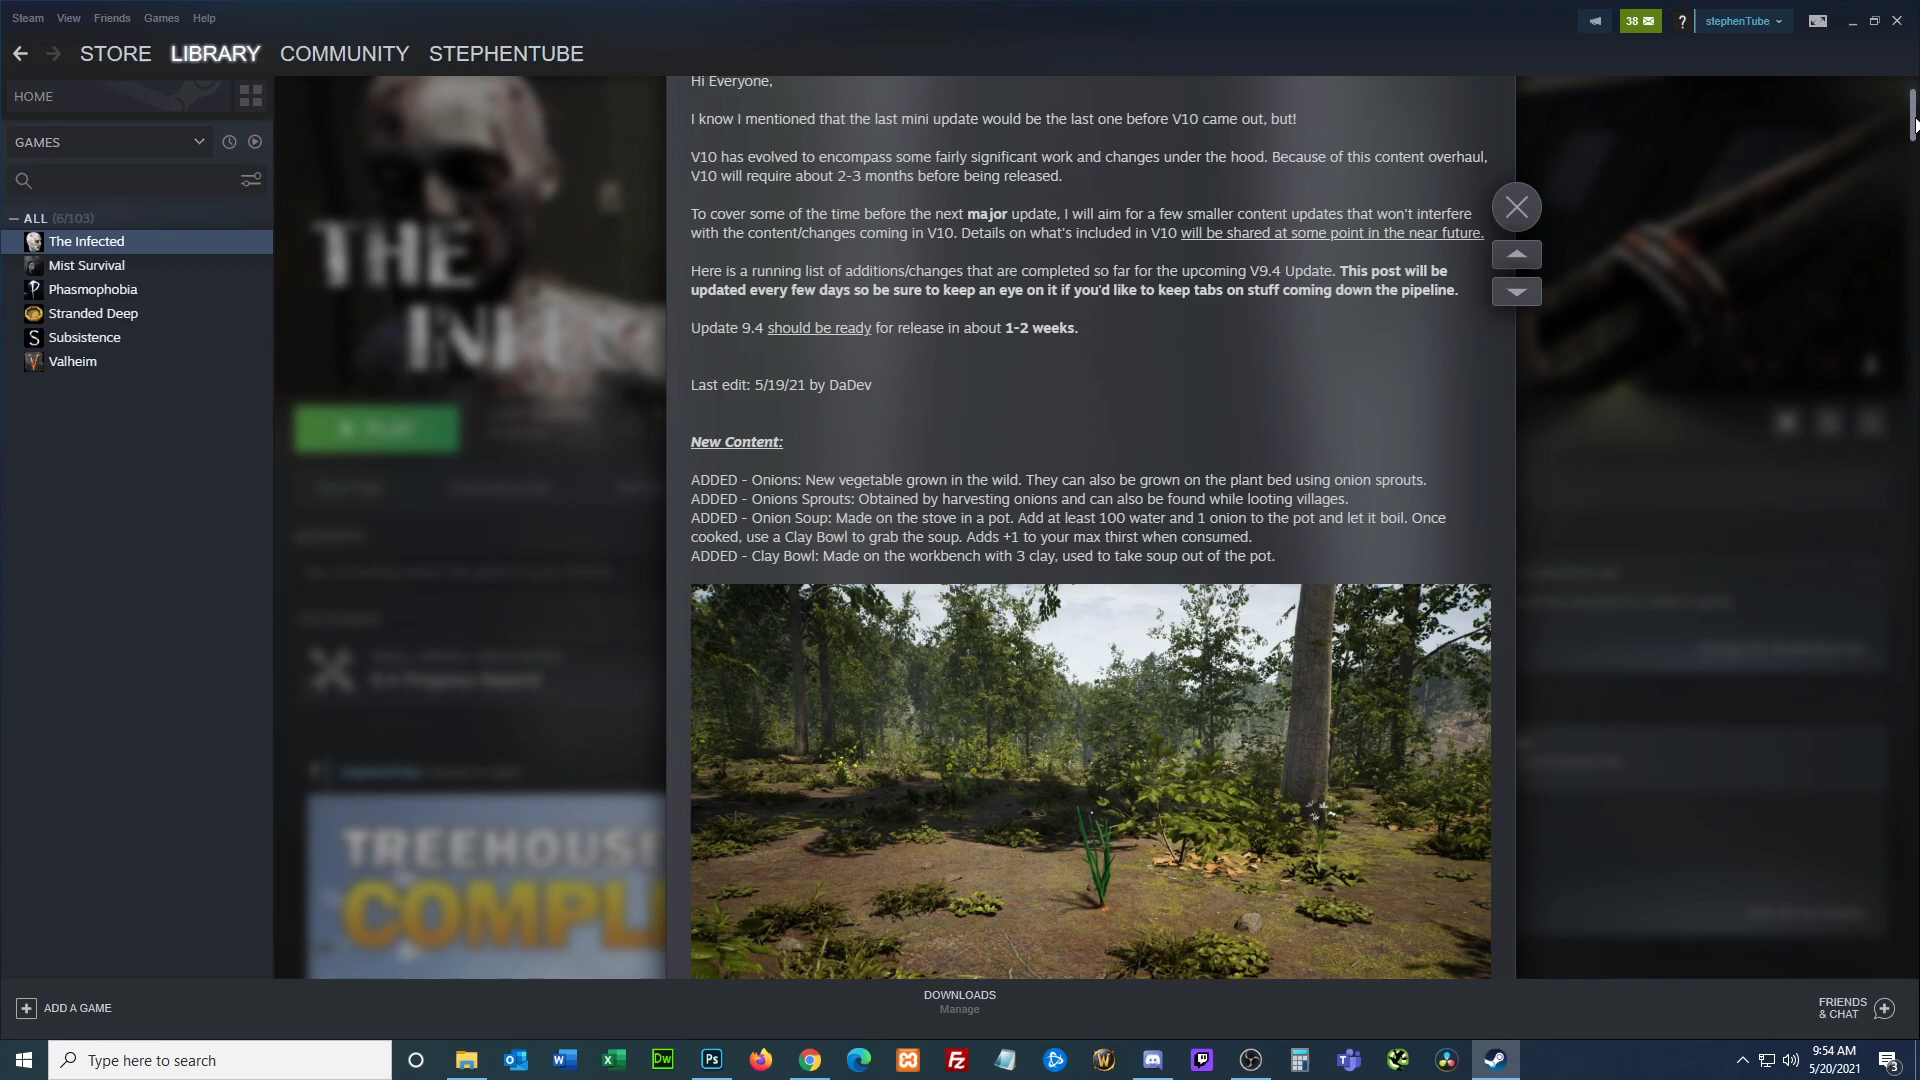 Steam View Friends Games Help
38 ? stephenTube
STORE LIBRARY COMMUNITY STEPHENTUBE
HOME
GAMES
ALL (6/103)
The Infected
Mist Survival
Phasmophobia
Stranded Deep
Subsistence
Valheim
THE
PLAY
TREEHOUSE
COMPL
Hi Everyone,
I know I mentioned that the last mini update would be the last one before V10 came out, but!
V10 has evolved to encompass some fairly significant work and changes under the hood. Because of this content overhaul,
V10 will require about 2-3 months before being released.
To cover some of the time before the next major update, I will aim for a few smaller content updates that won't interfere
with the content/changes coming in V10. Details on what's included in V10 will be shared at some point in the near future.
Here is a running list of additions/changes that are completed so far for the upcoming V9.4 Update. This post will be
updated every few days so be sure to keep an eye on it if you'd like to keep tabs on stuff coming down the pipeline.
Update 9.4 should be ready for release in about 1-2 weeks.
Last edit: 5/19/21 by DaDev
New Content:
ADDED - Onions: New vegetable grown in the wild. They can also be grown on the plant bed using onion sprouts.
ADDED - Onions Sprouts: Obtained by harvesting onions and can also be found while looting villages.
ADDED - Onion Soup: Made on the stove in a pot. Add at least 100 water and 1 onion to the pot and let it boil. Once
cooked, use a Clay Bowl to grab the soup. Adds +1 to your max thirst when consumed.
ADDED - Clay Bowl: Made on the workbench with 3 clay, used to take soup out of the pot.
ADD A GAME
DOWNLOADS
Manage
FRIENDS
& CHAT
Type here to search
Dw
Ps
Fz
9:54 AM
5/20/2021
3